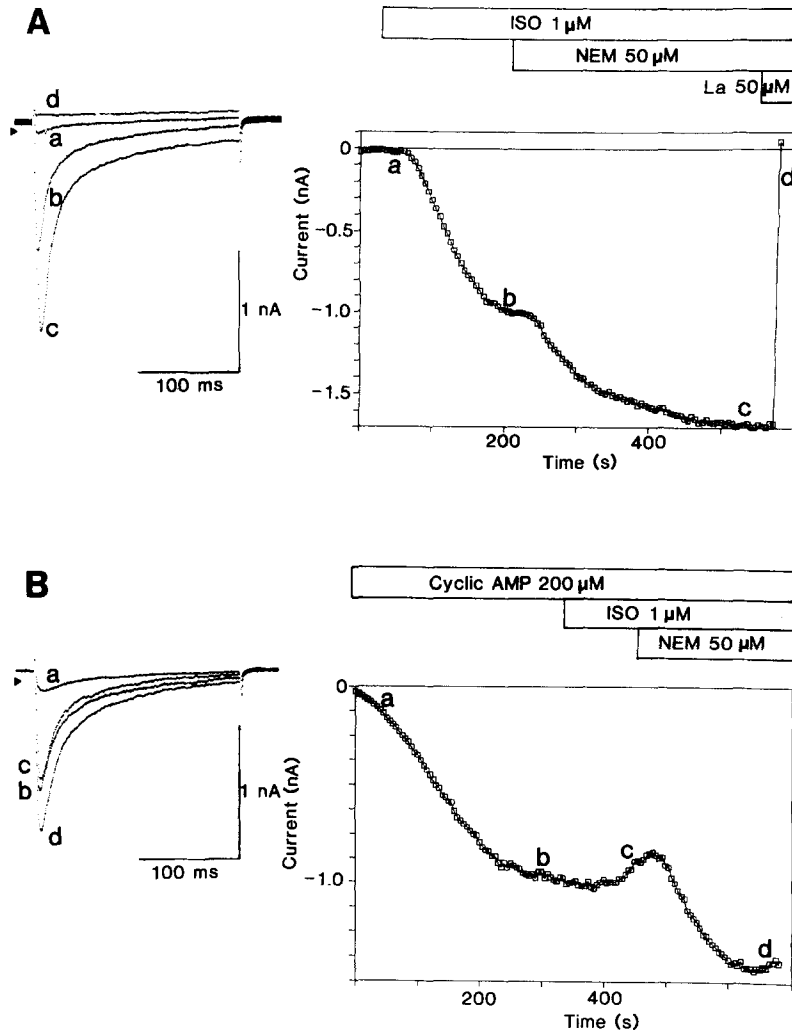 A
ISO 1 µM
NEM 50 µM
La 50 µM
d
a
b
c
1 nA
100 ms
Current (nA)
0
−0.5
−1.0
−1.5
a
b
c
d
200
400
Time (s)
B
Cyclic AMP 200 µM
ISO 1 µM
NEM 50 µM
a
c
b
d
1 nA
100 ms
Current (nA)
0
−1.0
a
b
c
d
200
400
Time (s)